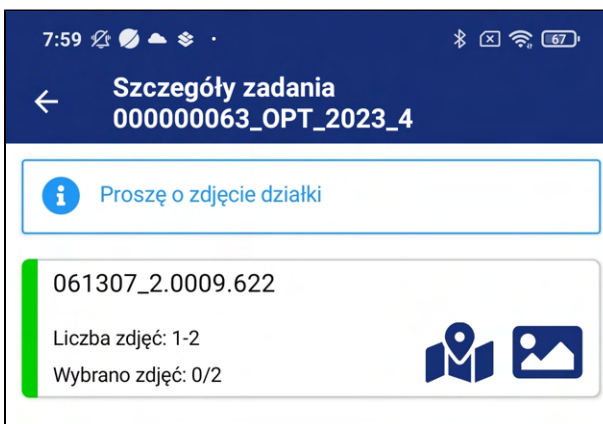 7:59
67
Szczegóły zadania
000000063_OPT_2023_4
Proszę o zdjęcie działki
061307_2.0009.622
Liczba zdjęć: 1-2
Wybrano zdjęć: 0/2